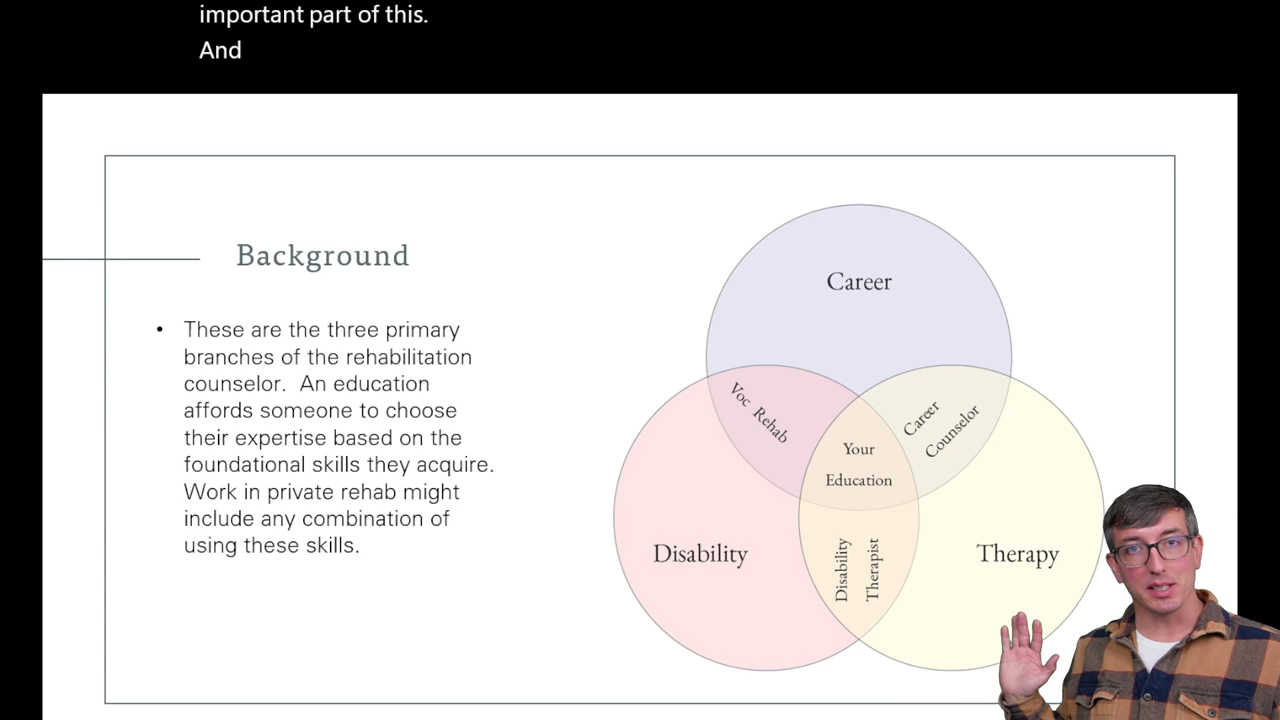 important part of this.
And
Background
• These are the three primary
branches of the rehabilitation
counselor.  An education
affords someone to choose
their expertise based on the
foundational skills they acquire.
Work in private rehab might
include any combination of
using these skills.
Career
Voc Rehab
Career
Counselor
Your
Education
Disability
Disability
Therapist
Therapy